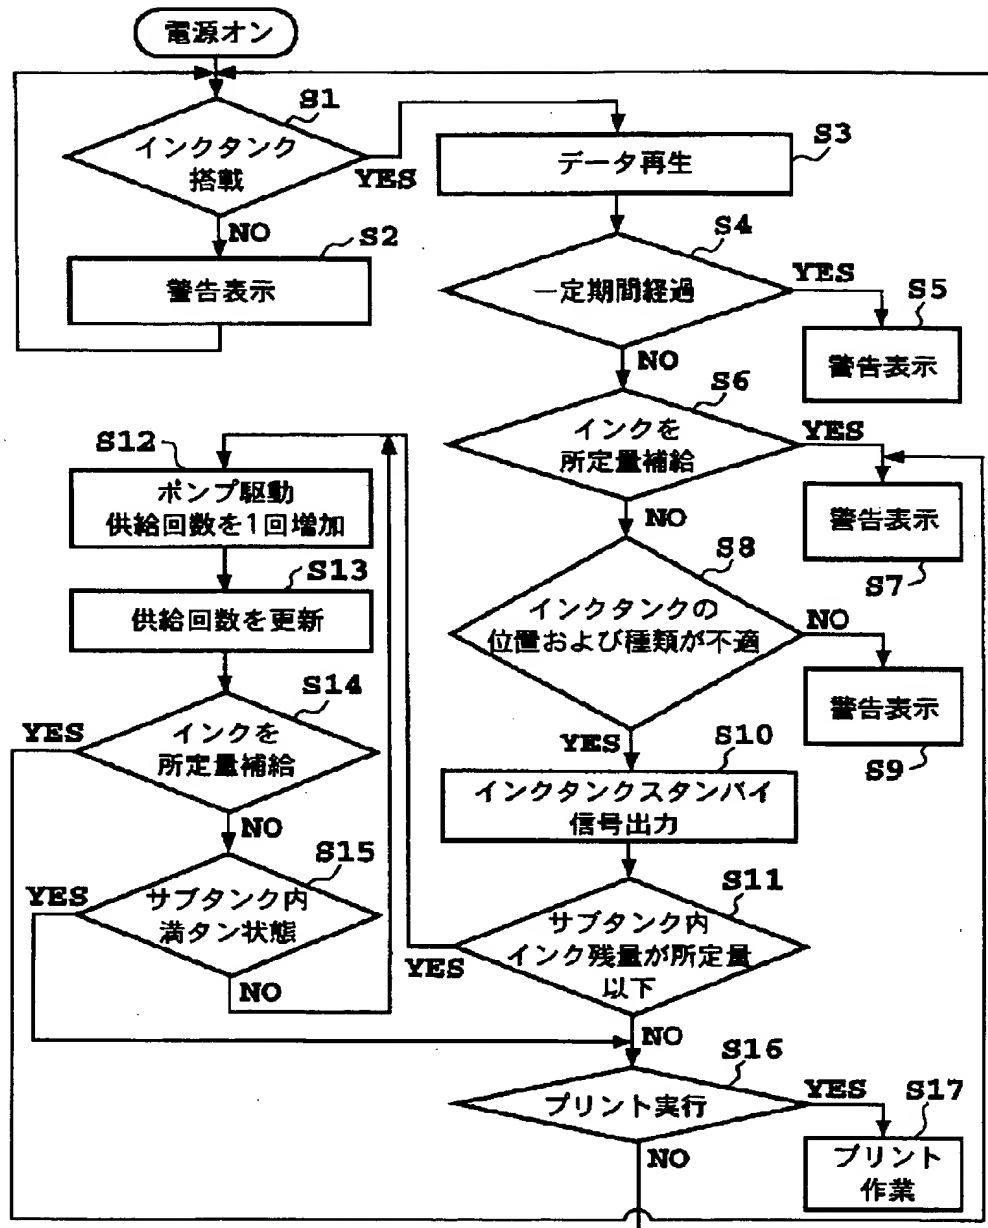 電源オン
S1
インクタンク
搭載
YES
NO
S2
警告表示
S3
データ再生
S4
一定期間経過
YES
S5
警告表示
NO
S6
インクを
所定量補給
YES
警告表示
S7
NO
S8
インクタンクの
位置および種類が不適
NO
警告表示
S9
YES
S10
インクタンクスタンバイ
信号出力
S11
サブタンク内
インク残量が所定量
以下
YES
NO
S12
ポンプ駆動
供給回数を1回増加
S13
供給回数を更新
S14
インクを
所定量補給
YES
NO
S15
サブタンク内
満タン状態
YES
NO
S16
プリント実行
YES
S17
プリント
作業
NO